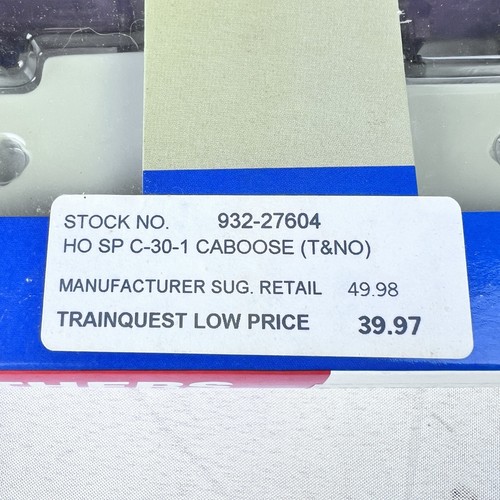 STOCK NO. 932-27604
HO SP C-30-1 CABOOSE (T&NO)
MANUFACTURER SUG. RETAIL 49.98
TRAINQUEST LOW PRICE 39.97